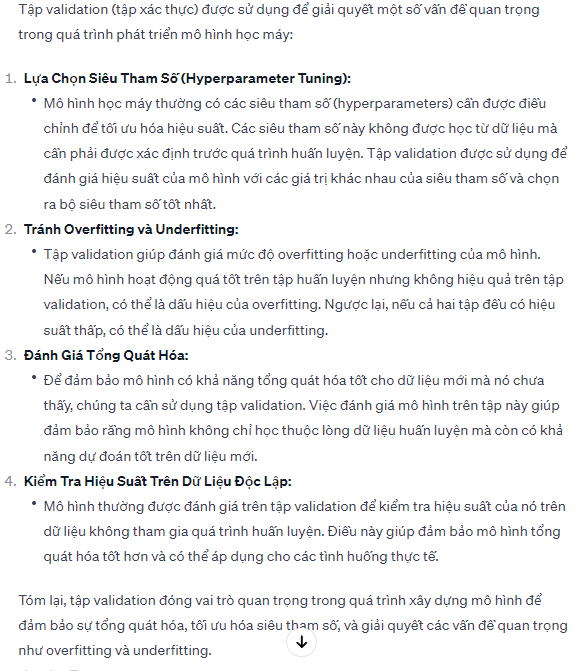 Tập validation (tập xác thực) được sử dụng để giải quyết một số vấn đề quan trọng
trong quá trình phát triển mô hình học máy:
1. Lựa Chọn Siêu Tham Số (Hyperparameter Tuning):
• Mô hình học máy thường có các siêu tham số (hyperparameters) cần được điều
chỉnh để tối ưu hóa hiệu suất. Các siêu tham số này không được học từ dữ liệu mà
cần phải được xác định trước quá trình huấn luyện. Tập validation được sử dụng để
đánh giá hiệu suất của mô hình với các giá trị khác nhau của siêu tham số và chọn
ra bộ siêu tham số tốt nhất.
2. Tránh Overfitting và Underfitting:
• Tập validation giúp đánh giá mức độ overfitting hoặc underfitting của mô hình.
Nếu mô hình hoạt động quá tốt trên tập huấn luyện nhưng không hiệu quả trên tập
validation, có thể là dấu hiệu của overfitting. Ngược lại, nếu cả hai tập đều có hiệu
suất thấp, có thể là dấu hiệu của underfitting.
3. Đánh Giá Tổng Quát Hóa:
• Để đảm bảo mô hình có khả năng tổng quát hóa tốt cho dữ liệu mới mà nó chưa
thấy, chúng ta cần sử dụng tập validation. Việc đánh giá mô hình trên tập này giúp
đảm bảo rằng mô hình không chỉ học thuộc lòng dữ liệu huấn luyện mà còn có khả
năng dự đoán tốt trên dữ liệu mới.
4. Kiểm Tra Hiệu Suất Trên Dữ Liệu Độc Lập:
• Mô hình thường được đánh giá trên tập validation để kiểm tra hiệu suất của nó trên
dữ liệu không tham gia quá trình huấn luyện. Điều này giúp đảm bảo mô hình tổng
quát hóa tốt hơn và có thể áp dụng cho các tình huống thực tế.
Tóm lại, tập validation đóng vai trò quan trọng trong quá trình xây dựng mô hình để
đảm bảo sự tổng quát hóa, tối ưu hóa siêu tham số, và giải quyết các vấn đề quan trọng
như overfitting và underfitting.